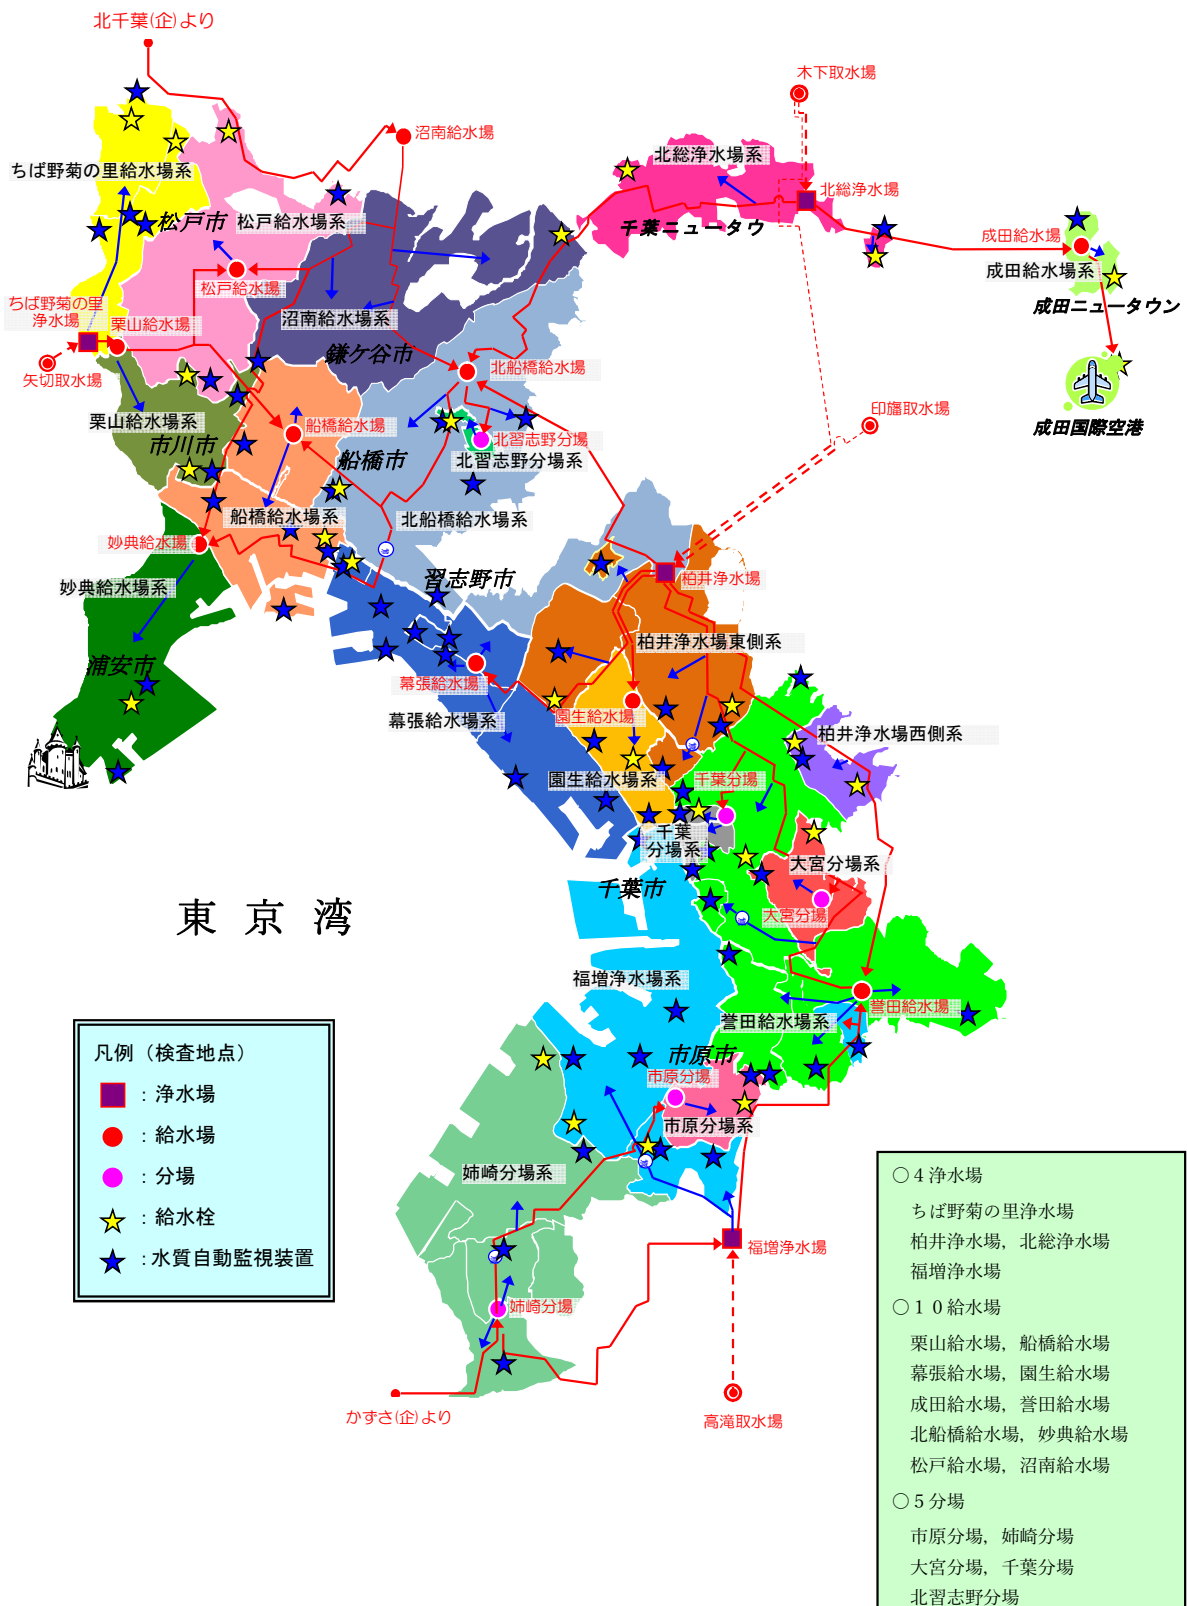 北千葉(企)より
木下取水場
沼南給水場
北総浄水場系
ちば野菊の里給水場系
北総浄水場
松戸市
松戸給水場系
千葉ニュータウ
成田給水場
成田給水場系
松戸給水場
ちば野菊の里
浄水場
成田ニュータウン
沼南給水場系
栗山給水場
鎌ケ谷市
北船橋給水場
矢切取水場
印旛取水場
栗山給水場系
船橋給水場
成田国際空港
市川市
北習志野分場
船橋市
北習志野分場系
船橋給水場系
北船橋給水場系
妙典給水場
習志野市
柏井浄水場
妙典給水場系
柏井浄水場東側系
浦安市
幕張給水場
園生給水場
幕張給水場系
柏井浄水場西側系
園生給水場系
千葉分場
千葉
分場系
大宮分場系
千葉市
東京湾
大宮分場
福増浄水場系
誉田給水場
誉田給水場系
市原市
市原分場
市原分場系
姉崎分場系
福増浄水場
姉崎分場
かずさ(企)より
高滝取水場
凡例（検査地点）
：浄水場
：給水場
：分場
：給水栓
：水質自動監視装置
○４浄水場
ちば野菊の里浄水場
柏井浄水場，北総浄水場
福増浄水場
○１０給水場
栗山給水場，船橋給水場
幕張給水場，園生給水場
成田給水場，誉田給水場
北船橋給水場，妙典給水場
松戸給水場，沼南給水場
○５分場
市原分場，姉崎分場
大宮分場，千葉分場
北習志野分場